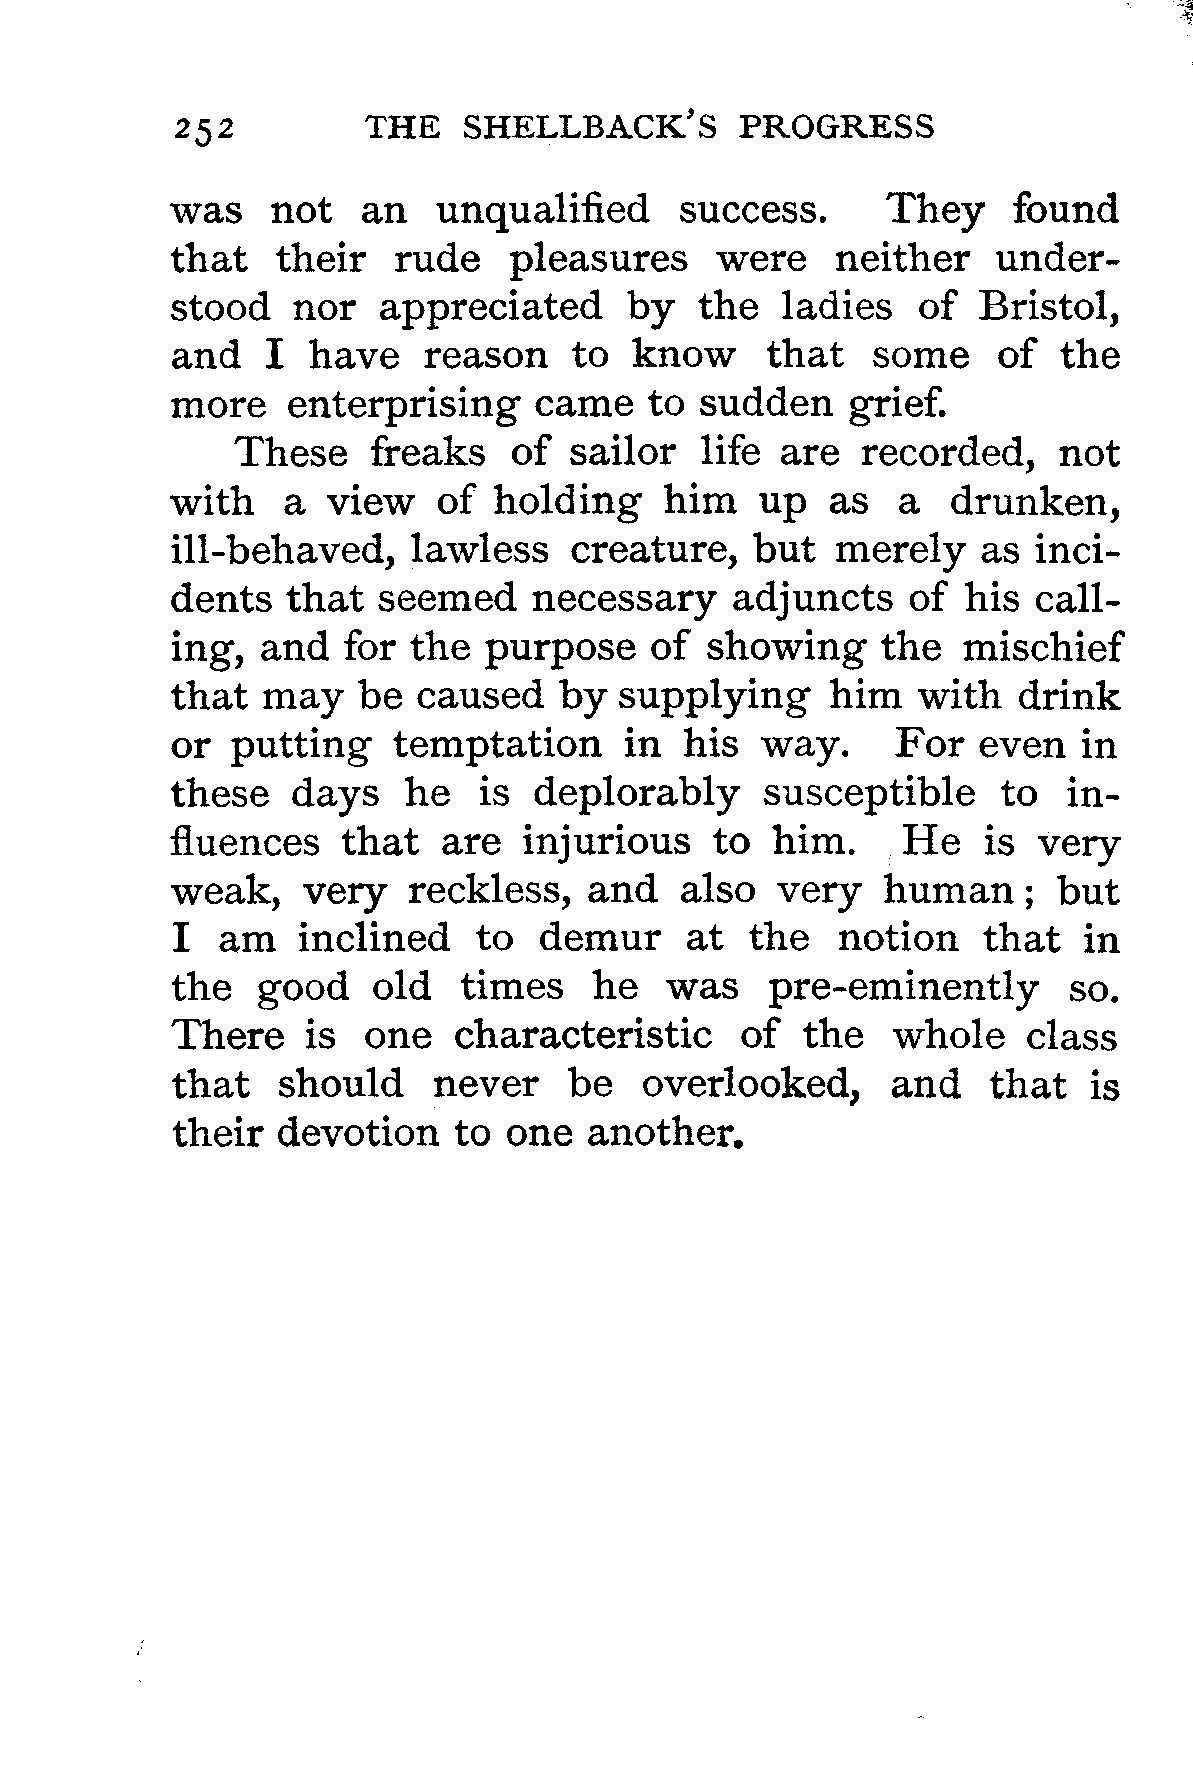 252 THE SHELLBACK'S PROGRESS
was not an unqualified success. They found
that their rude pleasures were neither under-
stood nor appreciated by the ladies of Bristol,
and I have reason to know that some of the
more enterprising came to sudden grief.
These freaks of sailor life are recorded, not
with a view of holding him up as a drunken,
ill-behaved, lawless creature, but merely as inci-
dents that seemed necessary adjuncts of his call-
ing, and for the purpose of showing the mischief
that may be caused by supplying him with drink
or putting temptation in his way. For even in
these days he is deplorably susceptible to in-
fluences that are injurious to him. He is very
weak, very reckless, and also very human ; but
I am inclined to demur at the notion that in
the good old times he was pre-eminently so.
There is one characteristic of the whole class
that should never be overlooked, and that is
their devotion to one another.